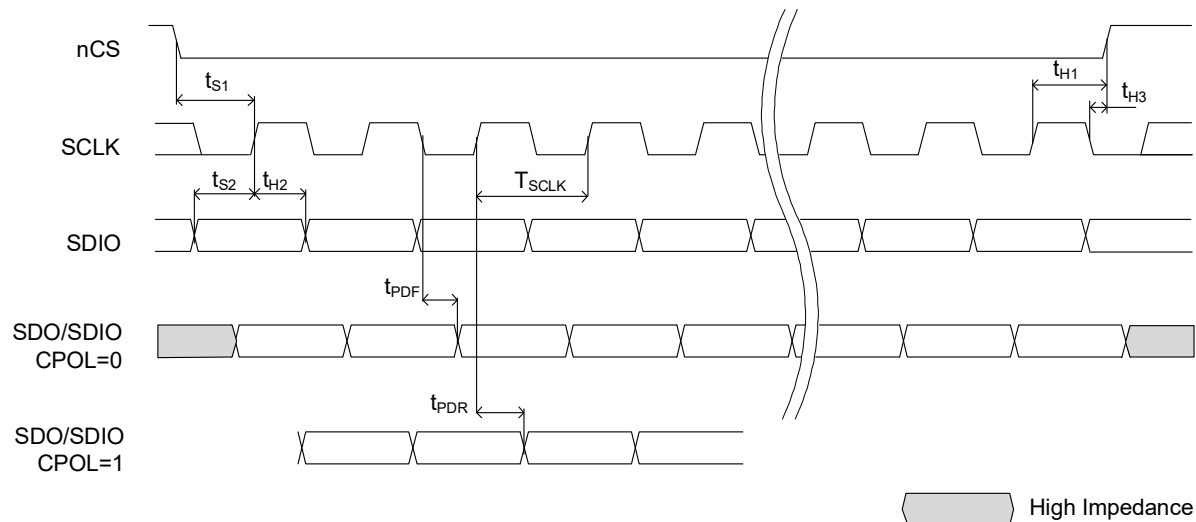 nCS
tS1
tH1
tH3
SCLK
tS2
tH2
TSCLK
SDIO
tPDF
SDO/SDIO
CPOL=0
tPDR
SDO/SDIO
CPOL=1
High Impedance